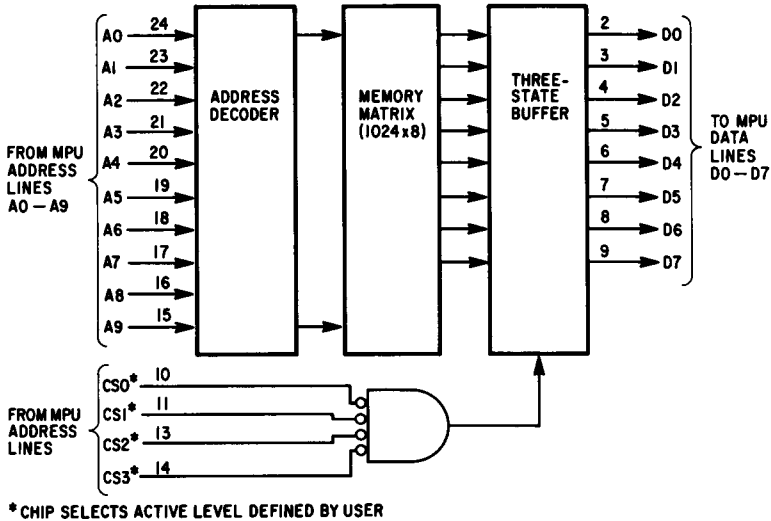 A0 24
A1 23
A2 22
A3 21
A4 20
A5 19
A6 18
A7 17
A8 16
A9 15
FROM MPU
ADDRESS
LINES
A0 – A9
ADDRESS
DECODER
MEMORY
MATRIX
(1024x8)
THREE-
STATE
BUFFER
2 D0
3 D1
4 D2
5 D3
6 D4
7 D5
8 D6
9 D7
TO MPU
DATA
LINES
D0 – D7
FROM MPU
ADDRESS
LINES
CS0* 10
CS1* 11
CS2* 13
CS3* 14
* CHIP SELECTS ACTIVE LEVEL DEFINED BY USER